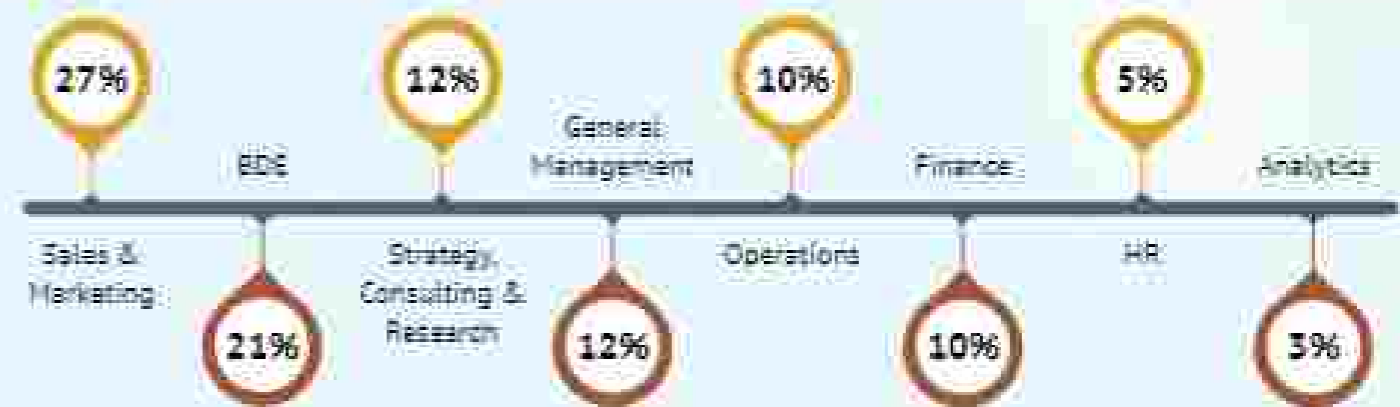 27%
Sales &
Marketing
BDE
21%
12%
Strategy,
Consulting &
Research
General
Management
12%
10%
Operations
Finance
10%
5%
HR
Analytics
3%